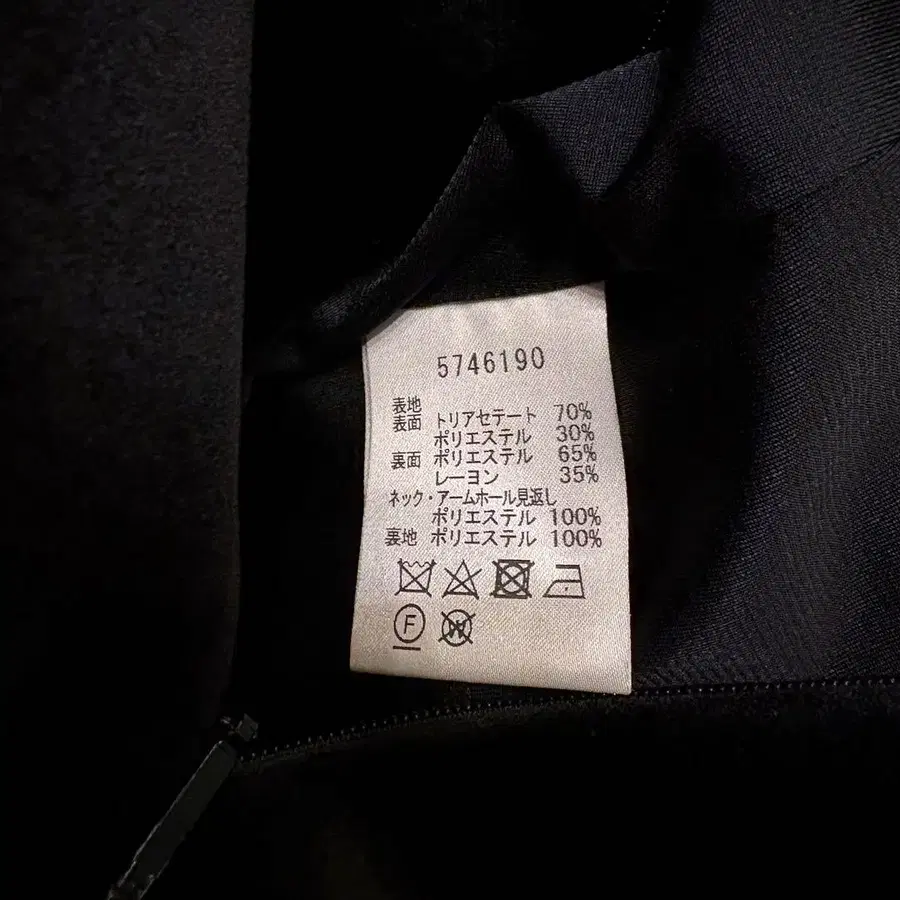 5746190
表地
表面 トリアセテート 70%
ポリエステル 30%
裏面 ポリエステル 65%
レーヨン 35%
ネック・アームホール見返し
ポリエステル 100%
裏地 ポリエステル 100%
F W